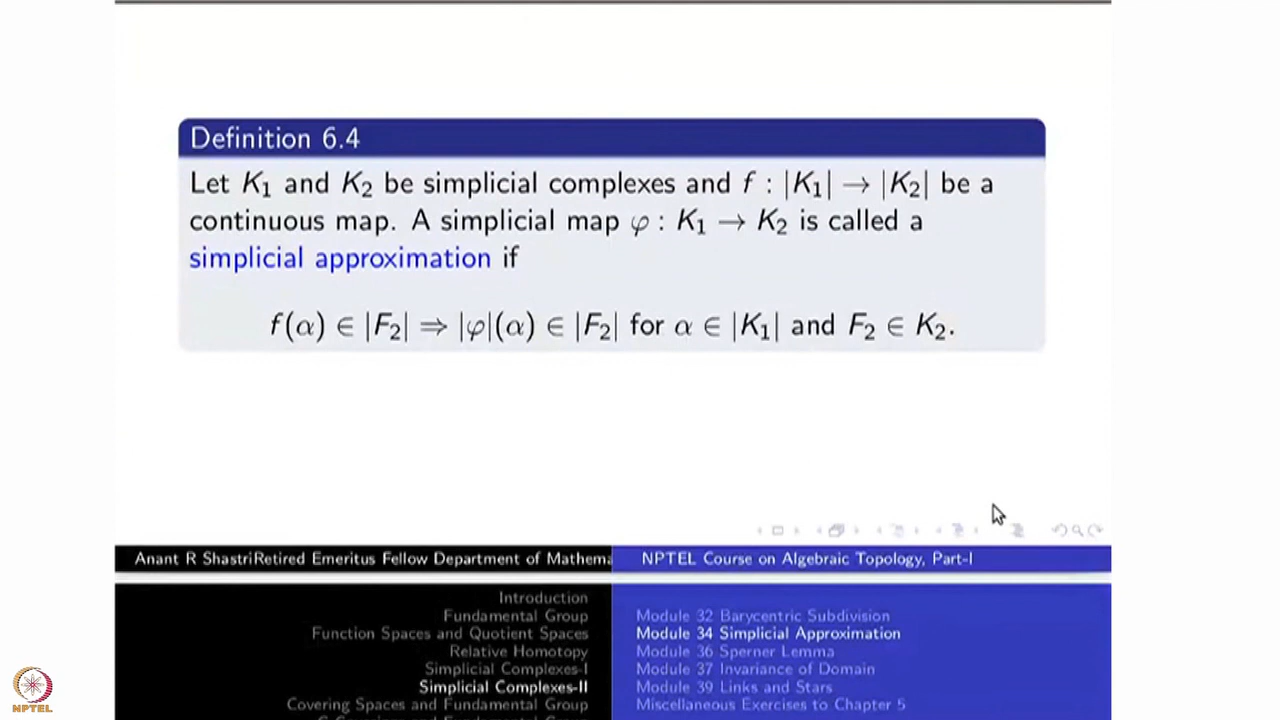 Definition 6.4
Let K₁ and K₂ be simplicial complexes and f : |K₁| → |K₂| be a
continuous map. A simplicial map φ : K₁ → K₂ is called a
simplicial approximation if
f(α) ∈ |F₂| ⇒ |φ|(α) ∈ |F₂| for α ∈ |K₁| and F₂ ∈ K₂.
Anant R ShastriRetired Emeritus Fellow Department of Mathema
NPTEL Course on Algebraic Topology, Part-I
Introduction
Fundamental Group
Function Spaces and Quotient Spaces
Relative Homotopy
Simplicial Complexes-I
Simplicial Complexes-II
Covering Spaces and Fundamental Group
Module 32 Barycentric Subdivision
Module 34 Simplicial Approximation
Module 36 Sperner Lemma
Module 37 Invariance of Domain
Module 39 Links and Stars
Miscellaneous Exercises to Chapter 5
NPTEL